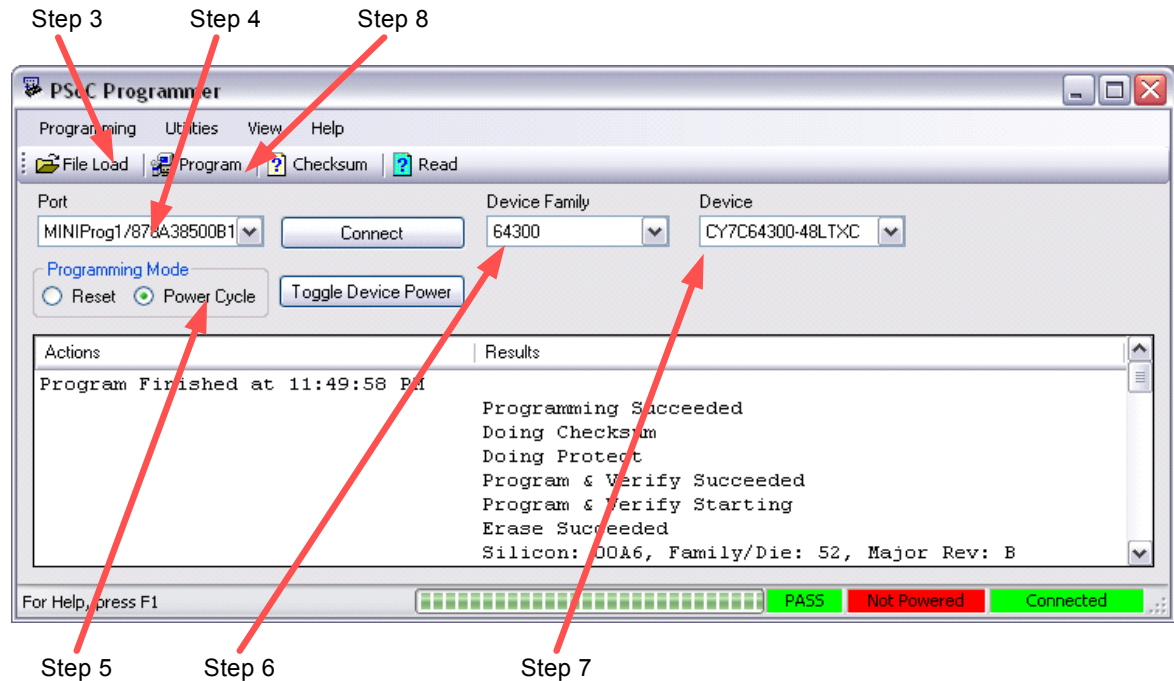 Step 3 Step 4 Step 8
PSoC Programmer
Programming Utilities View Help
File Load Program Checksum Read
Port Device Family Device
MINIProg1/878A38500B1 Connect 64300 CY7C64300-48LTXC
Programming Mode
Reset Power Cycle Toggle Device Power
Actions Results
Program Finished at 11:49:58 PM
Programming Succeeded
Doing Checksum
Doing Protect
Program & Verify Succeeded
Program & Verify Starting
Erase Succeeded
Silicon: 00A6, Family/Die: 52, Major Rev: B
For Help, press F1 PASS Not Powered Connected
Step 5 Step 6 Step 7